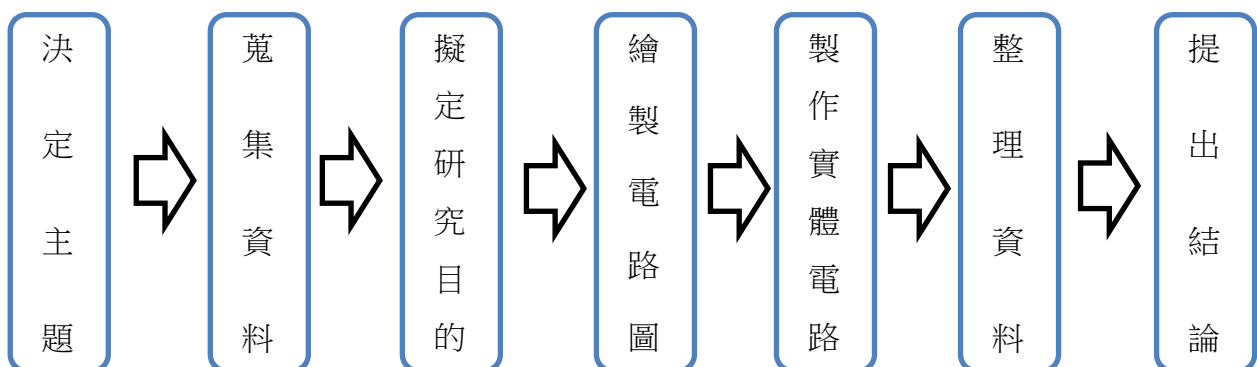 決定主題
蒐集資料
擬定研究目的
繪製電路圖
製作實體電路
整理資料
提出結論